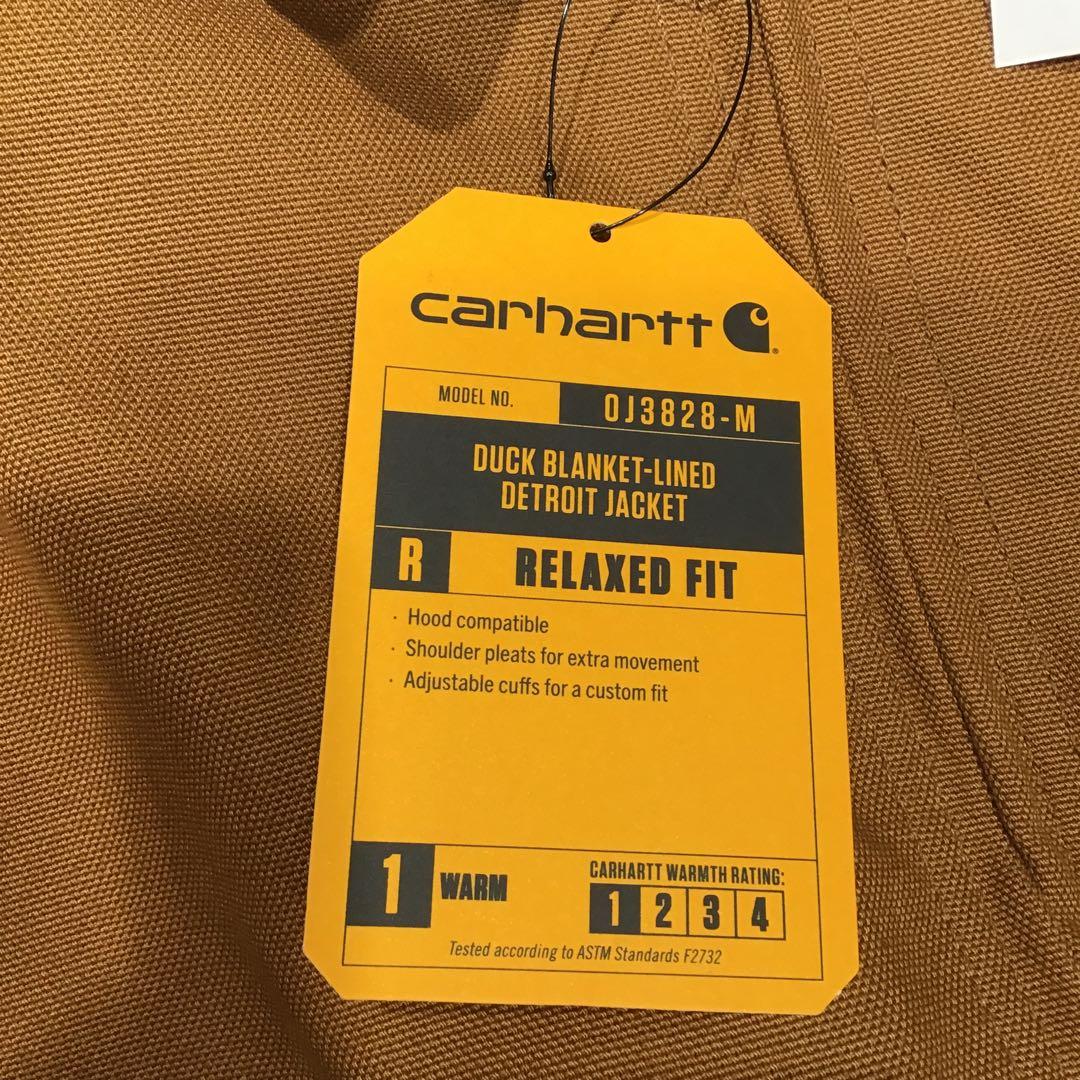 carhartt
MODEL NO. OJ3828-M
DUCK BLANKET-LINED
DETROIT JACKET
R RELAXED FIT
· Hood compatible
· Shoulder pleats for extra movement
· Adjustable cuffs for a custom fit
1 WARM
CARHARTT WARMTH RATING:
1 2 3 4
Tested according to ASTM Standards F2732